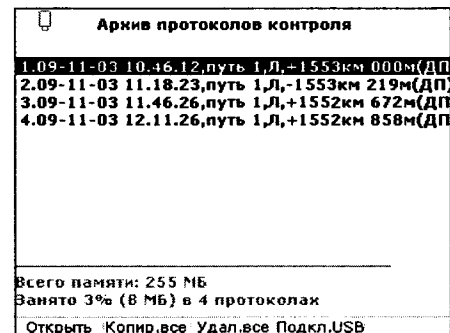 Архив протоколов контроля
1.09-11-03 10.46.12,путь 1,Л,+1553км 000м(ДП
2.09-11-03 11.18.23,путь 1,Л,-1553км 219м(ДП)
3.09-11-03 11.46.26,путь 1,Л,+1552км 672м(ДП
4.09-11-03 12.11.26,путь 1,Л,+1552км 858м(ДП
Всего памяти: 255 МБ
Занято 3% (8 МБ) в 4 протоколах
Открыть Копир.все Удал.все Подкл.USB